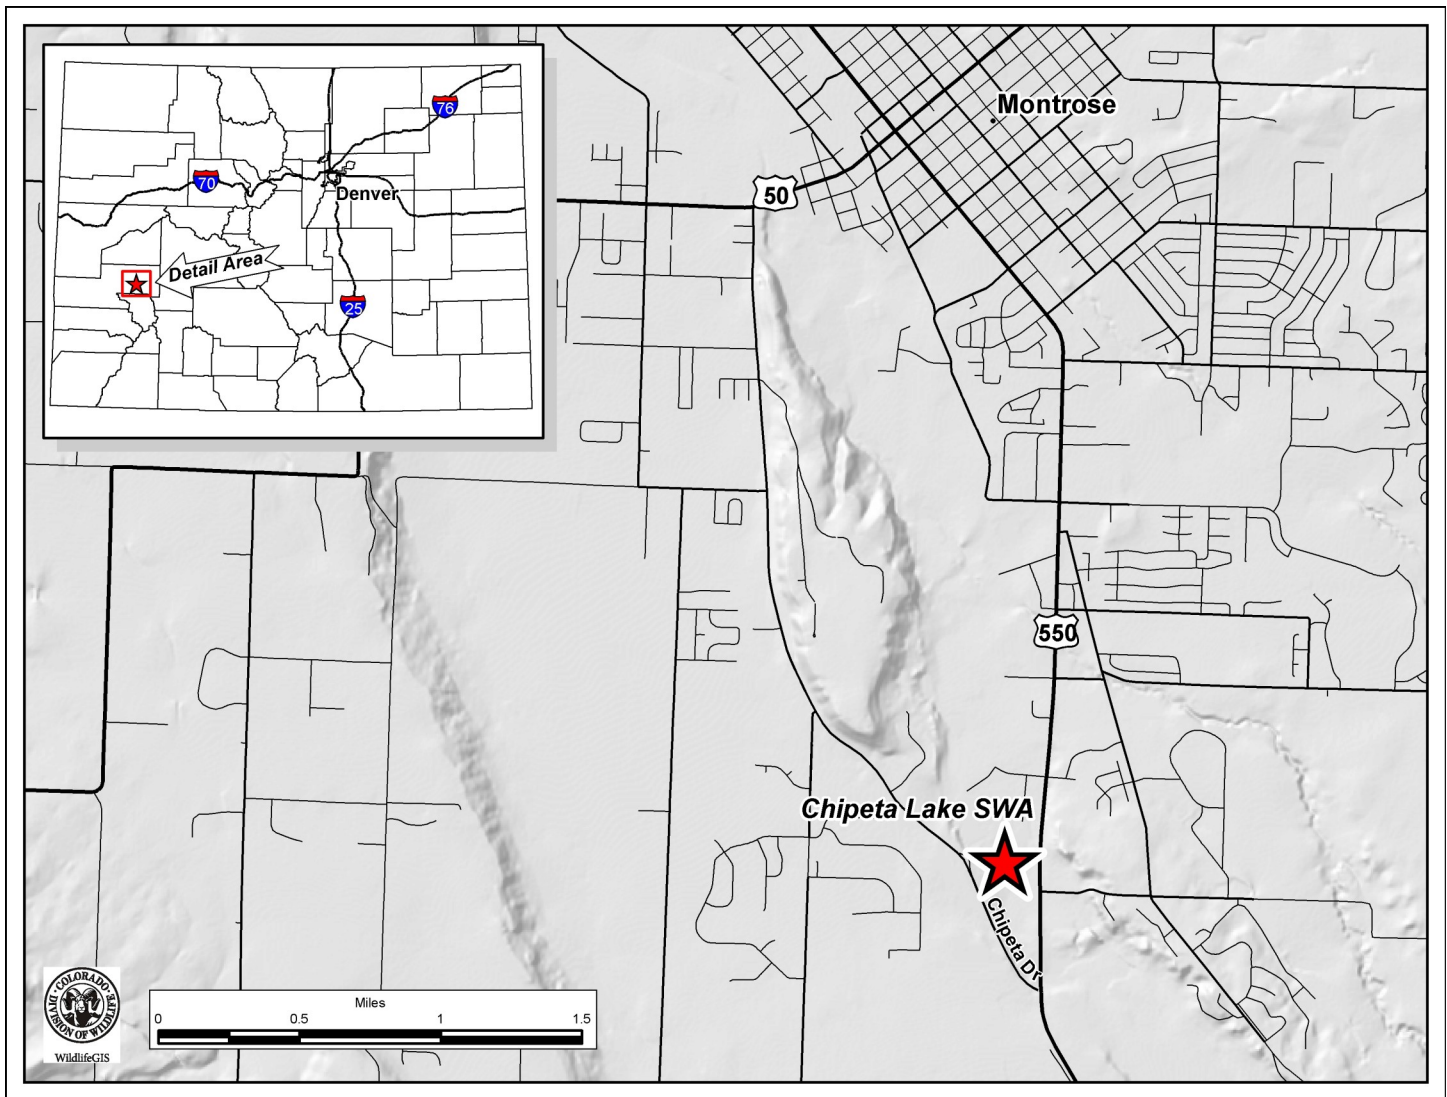 76
70
Denver
Detail Area
25
Montrose
50
550
Chipeta Lake SWA
Chipeta Dr
COLORADO
DIVISION OF WILDLIFE
WildlifeGIS
Miles
0 0.5 1 1.5